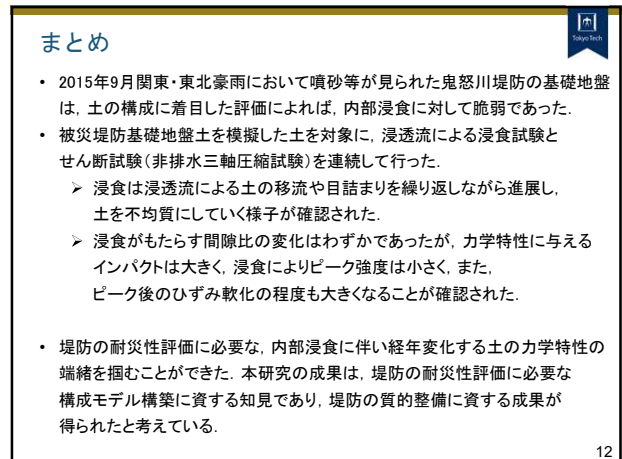 まとめ
Tokyo Tech
• 2015年9月関東・東北豪雨において噴砂等が見られた鬼怒川堤防の基礎地盤
は，土の構成に着目した評価によれば，内部浸食に対して脆弱であった．
• 被災堤防基礎地盤土を模擬した土を対象に，浸透流による浸食試験と
せん断試験（非排水三軸圧縮試験）を連続して行った．
➢ 浸食は浸透流による土の移流や目詰まりを繰り返しながら進展し，
土を不均質にしていく様子が確認された．
➢ 浸食がもたらす間隙比の変化はわずかであったが，力学特性に与える
インパクトは大きく，浸食によりピーク強度は小さく，また，
ピーク後のひずみ軟化の程度も大きくなることが確認された．
• 堤防の耐災性評価に必要な，内部浸食に伴い経年変化する土の力学特性の
端緒を掴むことができた．本研究の成果は，堤防の耐災性評価に必要な
構成モデル構築に資する知見であり，堤防の質的整備に資する成果が
得られたと考えている．
12